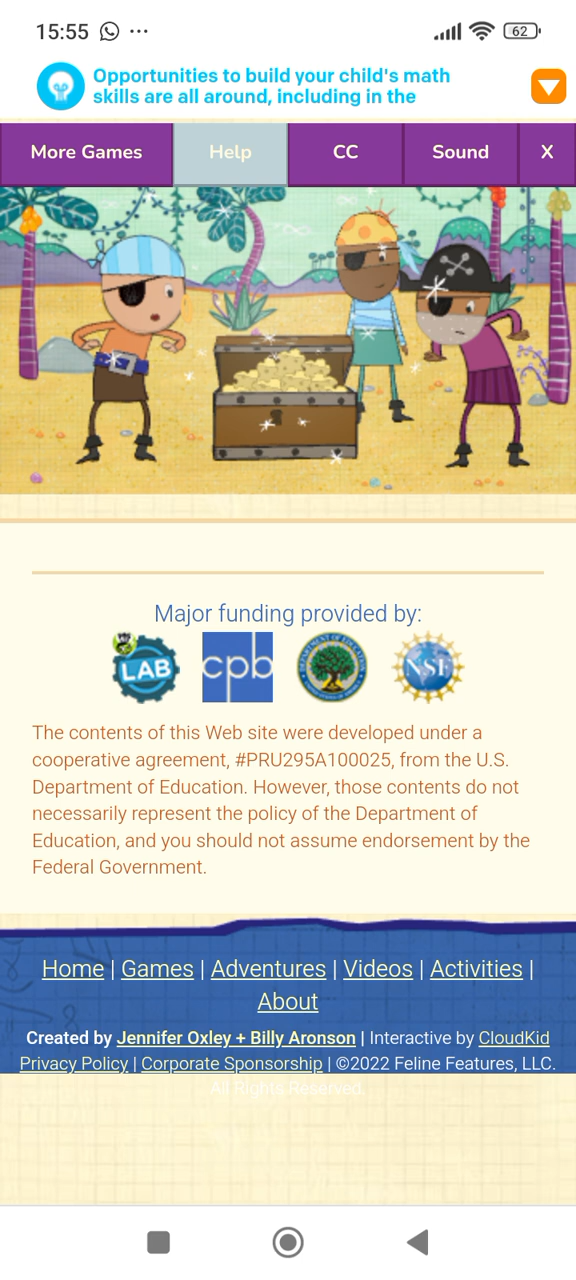 15:55
62
Opportunities to build your child's math
skills are all around, including in the
More Games Help CC Sound X
Major funding provided by:
LAB cpb NSF
The contents of this Web site were developed under a
cooperative agreement, #PRU295A100025, from the U.S.
Department of Education. However, those contents do not
necessarily represent the policy of the Department of
Education, and you should not assume endorsement by the
Federal Government.
Home | Games | Adventures | Videos | Activities |
About
Created by Jennifer Oxley + Billy Aronson | Interactive by CloudKid
Privacy Policy | Corporate Sponsorship | ©2022 Feline Features, LLC.
All Rights Reserved.